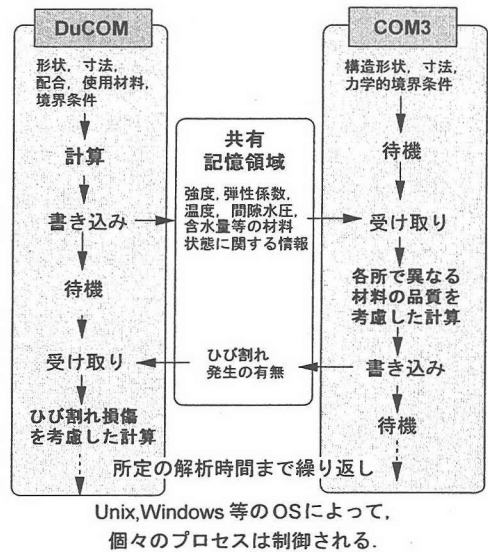 DuCOM
形状, 寸法,
配合, 使用材料,
境界条件
計算
書き込み
待機
受け取り
ひび割れ損傷
を考慮した計算
共有
記憶領域
強度, 弾性係数,
温度, 間隙水圧,
含水量等の材料
状態に関する情報
ひび割れ
発生の有無
COM3
構造形状, 寸法,
力学的境界条件
待機
受け取り
各所で異なる
材料の品質を
考慮した計算
書き込み
待機
所定の解析時間まで繰り返し
Unix,Windows 等のOSによって,
個々のプロセスは制御される.